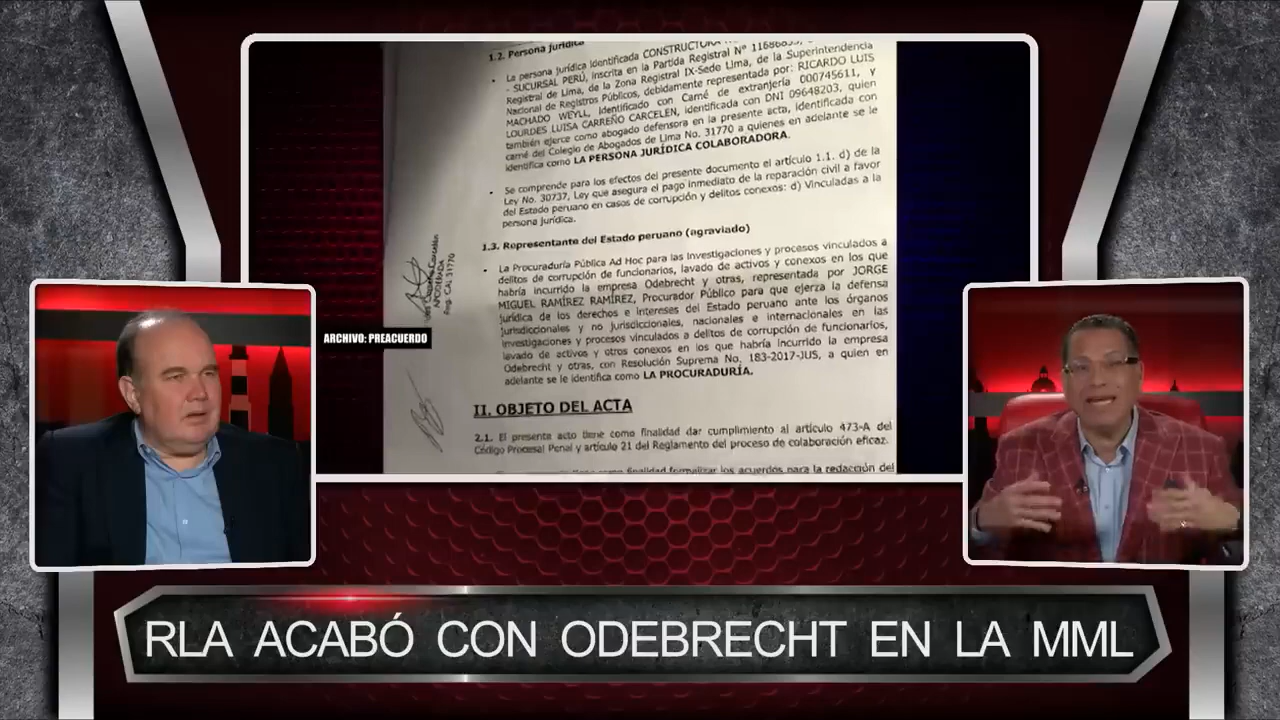 1.2. Persona jurídica
• La persona jurídica identificada CONSTRUCTORA
- SUCURSAL PERÚ, inscrita en la Partida Registral Nº 11686855, de la
Registral de Lima, de la Zona Registral IX-Sede Lima, de la Superintendencia
Nacional de Registros Públicos, debidamente representada por: RICARDO LUIS
MACHADO WEYLL, identificado con Carné de extranjería 000745611, y
LOURDES LUISA CARREÑO CARCELEN, identificada con DNI 09648203, quien
también ejerce como abogado defensora en la presente acta, identificada con
carné del Colegio de Abogados de Lima No. 31770 a quienes en adelante se le
identifica como LA PERSONA JURÍDICA COLABORADORA.
• Se comprende para los efectos del presente documento el artículo 1.1. d) de la
Ley No. 30737, Ley que asegura el pago inmediato de la reparación civil a favor
del Estado peruano en casos de corrupción y delitos conexos: d) Vinculadas a la
persona jurídica.
1.3. Representante del Estado peruano (agraviado)
• La Procuraduría Pública Ad Hoc para las Investigaciones y procesos vinculados a
delitos de corrupción de funcionarios, lavado de activos y conexos en los que
habría incurrido la empresa Odebrecht y otras, representada por JORGE
MIGUEL RAMÍREZ RAMÍREZ, Procurador Público para que ejerza la defensa
jurídica de los derechos e intereses del Estado peruano ante los órganos
jurisdiccionales y no jurisdiccionales, nacionales e internacionales en las
investigaciones y procesos vinculados a delitos de corrupción de funcionarios,
lavado de activos y otros conexos en los que habría incurrido la empresa
Odebrecht y otras, con Resolución Suprema No. 183-2017-JUS, a quien en
adelante se le identifica como LA PROCURADURÍA.
Reg. CAL 31770
ARCHIVO: PREACUERDO
II. OBJETO DEL ACTA
2.1. El presente acto tiene como finalidad dar cumplimiento al artículo 473-A del
Código Procesal Penal y artículo 21 del Reglamento del proceso de colaboración eficaz.
como finalidad formalizar los acuerdos para la redacción del
RLA ACABÓ CON ODEBRECHT EN LA MML